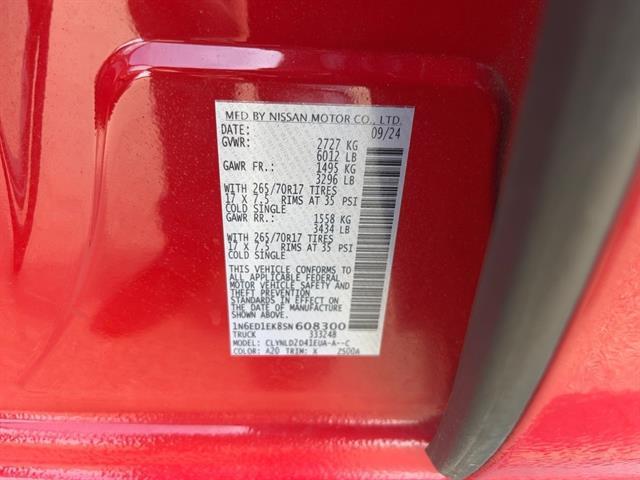 MFD BY NISSAN MOTOR CO., LTD.
DATE: 09/24
GVWR: 2727 KG
6012 LB
GAWR FR.: 1495 KG
3296 LB
WITH 265/70R17 TIRES
17 X 7.5 RIMS AT 35 PSI
COLD SINGLE
GAWR RR.: 1558 KG
3434 LB
WITH 265/70R17 TIRES
17 X 7.5 RIMS AT 35 PSI
COLD SINGLE
THIS VEHICLE CONFORMS TO
ALL APPLICABLE FEDERAL
MOTOR VEHICLE SAFETY AND
THEFT PREVENTION
STANDARDS IN EFFECT ON THE
DATE OF MANUFACTURE
SHOWN ABOVE.
1N6ED1EK8SN608300
TRUCK 333248
MODEL: CLYNLD2D41EUA-A--C
COLOR: A20 TRIM: X 2500A